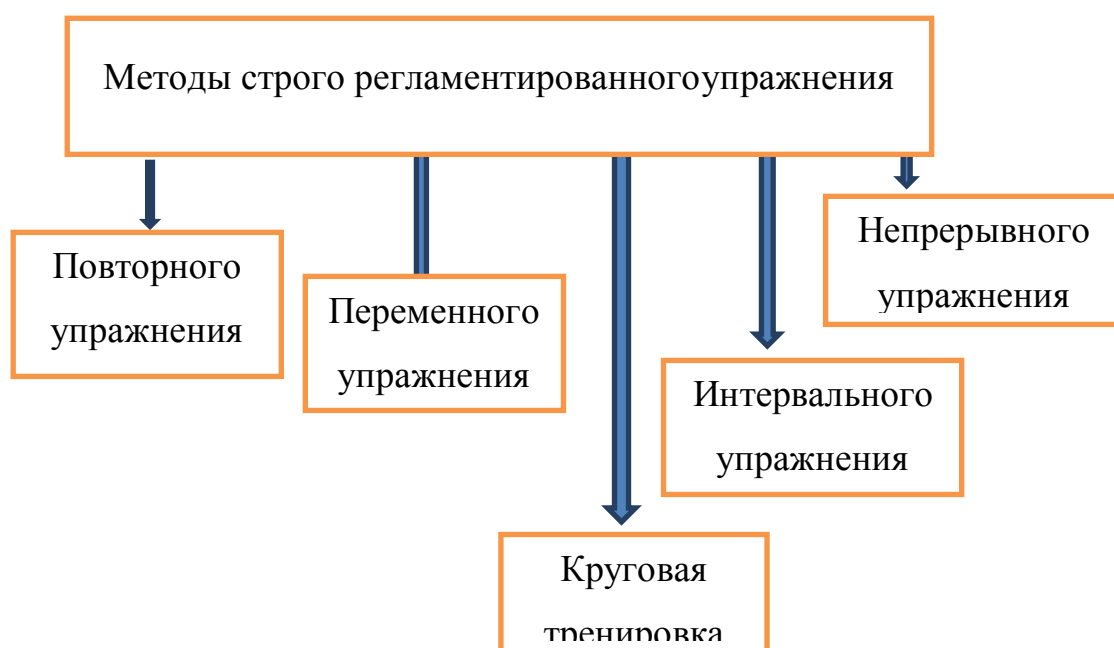 Методы строго регламентированногоупражнения
Повторного
упражнения
Переменного
упражнения
Круговая
тренировка
Интервального
упражнения
Непрерывного
упражнения